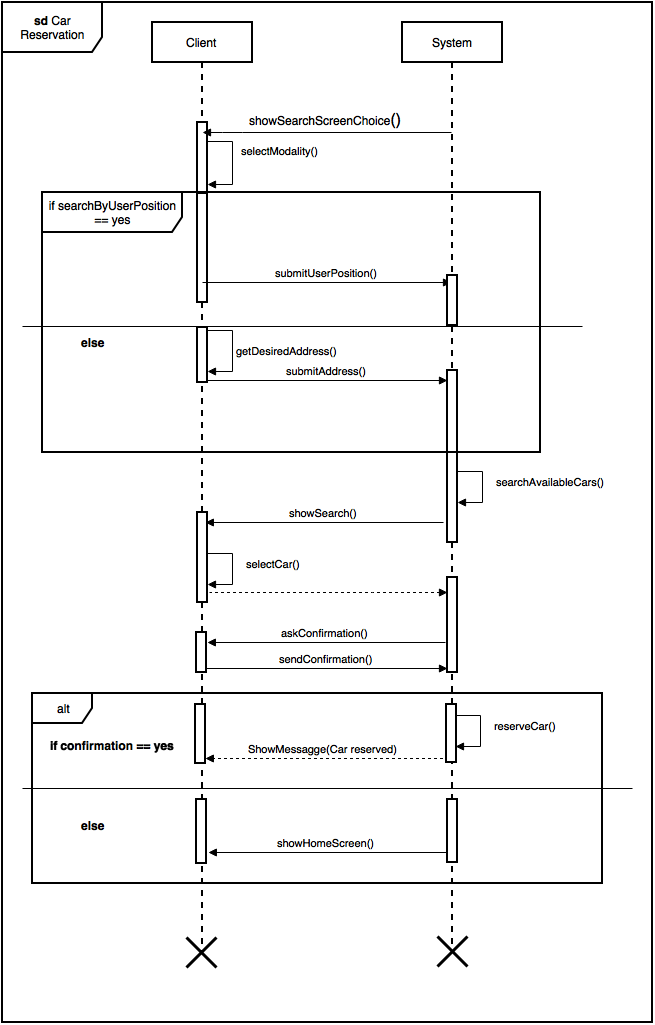 sd Car
Reservation
Client
System
showSearchScreenChoice()
selectModality()
if searchByUserPosition
== yes
submitUserPosition()
else
getDesiredAddress()
submitAddress()
searchAvailableCars()
showSearch()
selectCar()
askConfirmation()
sendConfirmation()
alt
reserveCar()
if confirmation == yes
ShowMessagge(Car reserved)
else
showHomeScreen()